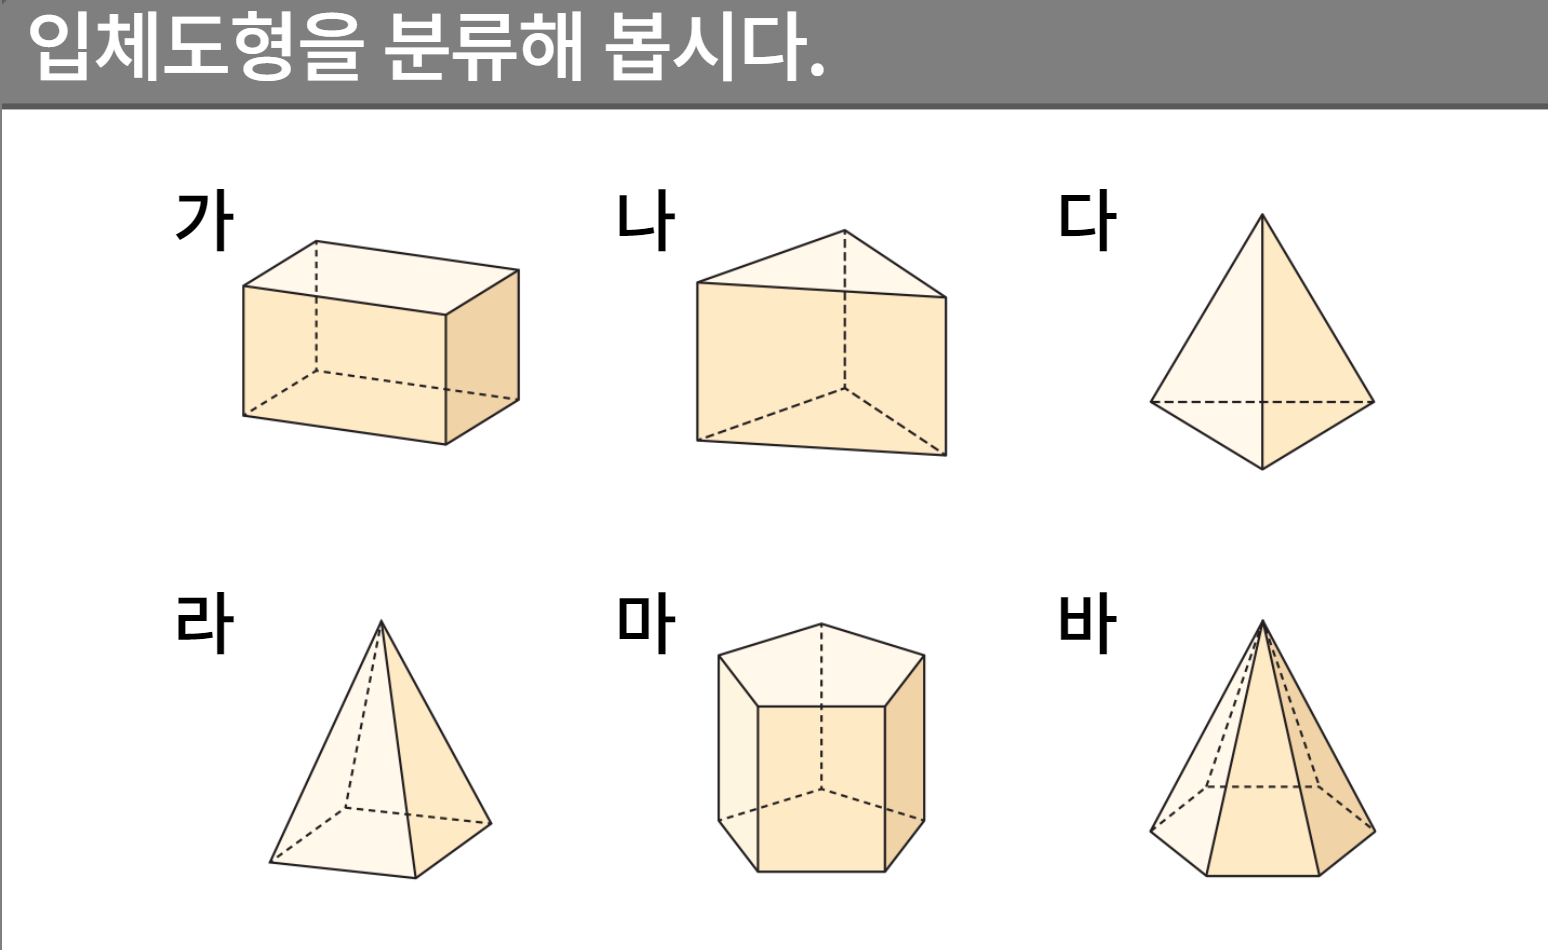 입체도형을 분류해 봅시다.
가 나 다
라 마 바